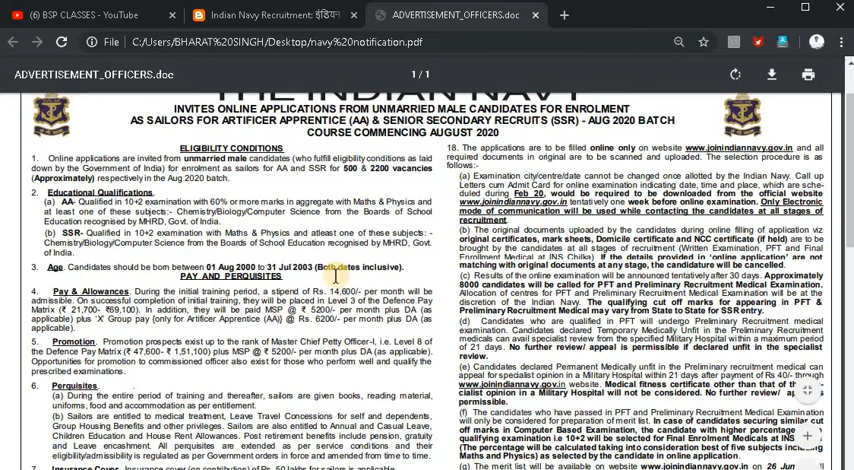 (6) BSP CLASSES - YouTube
Indian Navy Recruitment: इंडियन
ADVERTISEMENT_OFFICERS.doc
File | C:/Users/BHARAT%20SINGH/Desktop/navy%20notification.pdf
ADVERTISEMENT_OFFICERS.doc
1 / 1
THE INDIAN NAVY
INVITES ONLINE APPLICATIONS FROM UNMARRIED MALE CANDIDATES FOR ENROLMENT
AS SAILORS FOR ARTIFICER APPRENTICE (AA) & SENIOR SECONDARY RECRUITS (SSR) - AUG 2020 BATCH
COURSE COMMENCING AUGUST 2020
ELIGIBILITY CONDITIONS
1. Online applications are invited from unmarried male candidates (who fulfill eligibility conditions as laid
down by the Indian Navy) for enrolment as sailors for AA and SSR for 500 & 2200 vacancies
(Approximately) respectively in the Aug 2020 batch.
2. Educational Qualifications.
(a) AA- Qualified in 10+2 examination with 60% or more marks in aggregate with Maths & Physics and
at least one of these subjects:- Chemistry/Biology/Computer Science from the Boards of School
Education recognised by MHRD, Govt. of India.
(b) SSR- Qualified in 10+2 examination with Maths & Physics and atleast one of these subjects:-
Chemistry/Biology/Computer Science from the Boards of School Education recognised by MHRD, Govt.
of India.
3. Age. Candidates should be born between 01 Aug 2000 to 31 Jul 2003 (Both dates inclusive).
PAY AND PERQUISITES
4. Pay & Allowances. During the initial training period, a stipend of Rs. 14,600/- per month will be
admissible. On successful completion of initial training, they will be placed in Level 3 of the Defence Pay
Matrix (₹ 21,700- ₹69,100). In addition, they will be paid MSP @ ₹ 5200/- per month plus DA (as
applicable) plus 'X' Group pay {only for Artificer Apprentice (AA)} @ Rs. 6200/- per month plus DA (as
applicable).
5. Promotion. Promotion prospects exist up to the rank of Master Chief Petty Officer-I, i.e. Level 8 of
the Defence Pay Matrix (₹ 47,600- ₹ 1,51,100) plus MSP @ ₹ 5200/- per month plus DA (as applicable).
Opportunities for promotion to commissioned officer also exist for those who perform well and qualify the
prescribed examinations.
6. Perquisites.
(a) During the entire period of training and thereafter, sailors are given books, reading material,
uniforms, food and accommodation as per entitlement.
(b) Sailors are entitled to medical treatment, Leave Travel Concessions for self and dependents,
Group Housing Benefits and other privileges. Sailors are also Entitled to Annual and Casual Leave,
Children Education and House Rent Allowances. Post retirement benefits include pension, gratuity
and Leave encashment. All perquisites are extended as per service conditions and their
eligibility/admissibility is regulated as per Government orders in force and amended from time to time.
7. Insurance Cover. Insurance cover (on contribution) of Rs. 50 lakhs for sailors is applicable.
18. The applications are to be filled online only on website www.joinindiannavy.gov.in and all
required documents in original are to be scanned and uploaded. The selection procedure is as
follows:-
(a) Examination city/centre/date cannot be changed once allotted by the Indian Navy. Call up
Letters cum Admit Card for online examination indicating date, time and place, which are sche-
duled during Feb 20, would be required to be downloaded from the official website
www.joinindiannavy.gov.in tentatively one week before online examination. Only Electronic
mode of communication will be used while contacting the candidates at all stages of
recruitment
(b) The original documents uploaded by the candidates during online filling of application viz
original certificates, mark sheets, Domicile certificate and NCC certificate (if held) are to be
brought by the candidates at all stages of recruitment (Written Examination, PFT and Final
Enrollment Medical at INS Chilka) If the details provided in 'online application' are not
matching with original documents at any stage, the candidature will be cancelled.
(c) Results of the online examination will be announced tentatively after 30 days. Approximately
8000 candidates will be called for PFT and Preliminary Recruitment Medical Examination.
Allocation of centres for PFT and Preliminary Recruitment Medical Examination will be at the
discretion of the Indian Navy. The qualifying cut off marks for appearing in PFT &
Preliminary Recruitment Medical may vary from State to State for SSR entry.
(d) Candidates who are qualified in PFT will undergo Preliminary Recruitment medical
examination. Candidates declared Temporary Medically Unfit in the Preliminary Recruitment
medicals can avail specialist review from the specified Military Hospital within a maximum period
of 21 days. No further review/ appeal is permissible if declared unfit in the specialist
review.
(e) Candidates declared Permanent Medically unfit in the Preliminary Recruitment medical can
appeal for specialist opinion in a Military Hospital within 21 days after payment of Rs 40/- through
www.joinindiannavy.gov.in website. Medical fitness certificate other than that of the
cialist opinion in a Military Hospital will not be considered. No further review/
permissible.
(f) The candidates who have passed in PFT and Preliminary Recruitment Medical Examination
will only be considered for preparation of merit list. In case of candidates securing similar cut
off marks in Computer Based Examination, the candidate with higher percentage
qualifying examination i.e 10+2 will be selected for Final Enrolment Medicals at INS
(The percentage will be calculated taking into consideration best of five subjects
Maths and Physics) as selected by the candidate in online application.
(g) The merit list will be available on website www.joinindiannavy.gov.in on 26 Jun